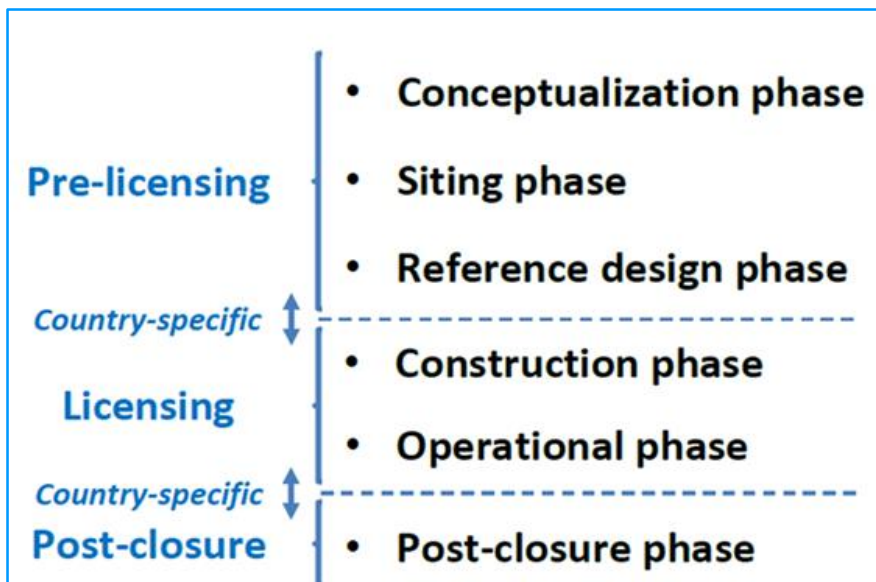 Pre-licensing
• Conceptualization phase
• Siting phase
• Reference design phase
Country-specific
Licensing
• Construction phase
• Operational phase
Country-specific
Post-closure
• Post-closure phase